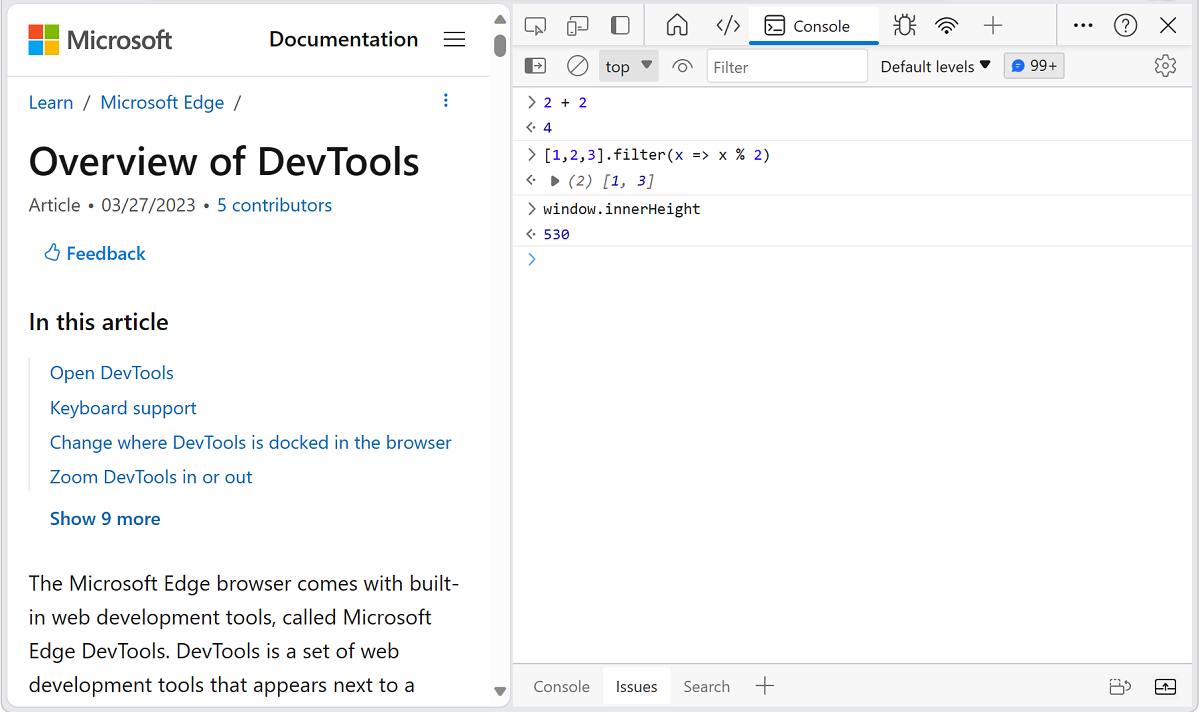 Microsoft
Documentation
Learn / Microsoft Edge /
Overview of DevTools
Article • 03/27/2023 • 5 contributors
Feedback
In this article
Open DevTools
Keyboard support
Change where DevTools is docked in the browser
Zoom DevTools in or out
Show 9 more
The Microsoft Edge browser comes with built-
in web development tools, called Microsoft
Edge DevTools. DevTools is a set of web
development tools that appears next to a
Console
top
Filter
Default levels
99+
2 + 2
4
[1,2,3].filter(x => x % 2)
(2) [1, 3]
window.innerHeight
530
Console
Issues
Search